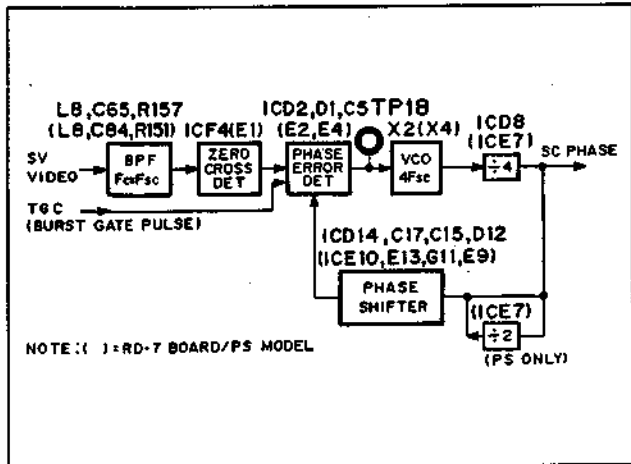 L8,C65,R157
(L8,C84,R151)
ICF4(E1)
ICD2,D1,C5
(E2,E4)
TP18
X2(X4)
ICD8
(ICE7)
SV
VIDEO
BPF
Fc=Fsc
ZERO
CROSS
DET
PHASE
ERROR
DET
VCO
4Fsc
÷4
SC PHASE
TGC
(BURST GATE PULSE)
ICD14, C17, C15, D12
(ICE10, E13, G11, E9)
PHASE
SHIFTER
(ICE7)
÷2
(PS ONLY)
NOTE:( )=RD-7 BOARD/PS MODEL